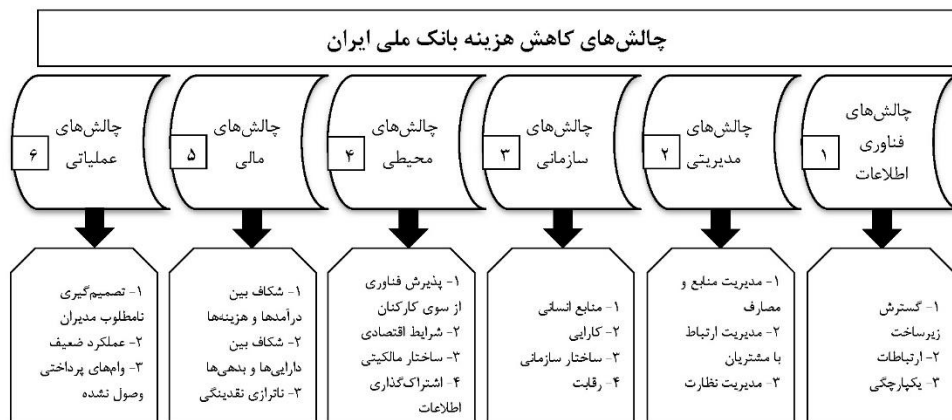 چالش‌های کاهش هزینه بانک ملی ایران
چالش‌های
فناوری
اطلاعات
۱
چالش‌های
مدیریتی
۲
چالش‌های
سازمانی
۳
چالش‌های
محیطی
۴
چالش‌های
مالی
۵
چالش‌های
عملیاتی
۶
۱- گسترش
زیرساخت
۲- ارتباطات
۳- یکپارچگی
۱- مدیریت منابع و
مصارف
۲- مدیریت ارتباط
با مشتریان
۳- مدیریت نظارت
۱- منابع انسانی
۲- کارایی
۳- ساختار سازمانی
۴- رقابت
۱- پذیرش فناوری
از سوی کارکنان
۲- شرایط اقتصادی
۳- ساختار مالکیتی
۴- اشتراک‌گذاری
اطلاعات
۱- شکاف بین
درآمدها و هزینه‌ها
۲- شکاف بین
دارایی‌ها و بدهی‌ها
۳- ناترازی نقدینگی
۱- تصمیم‌گیری
نامطلوب مدیران
۲- عملکرد ضعیف
۳- وام‌های پرداختی
وصول نشده